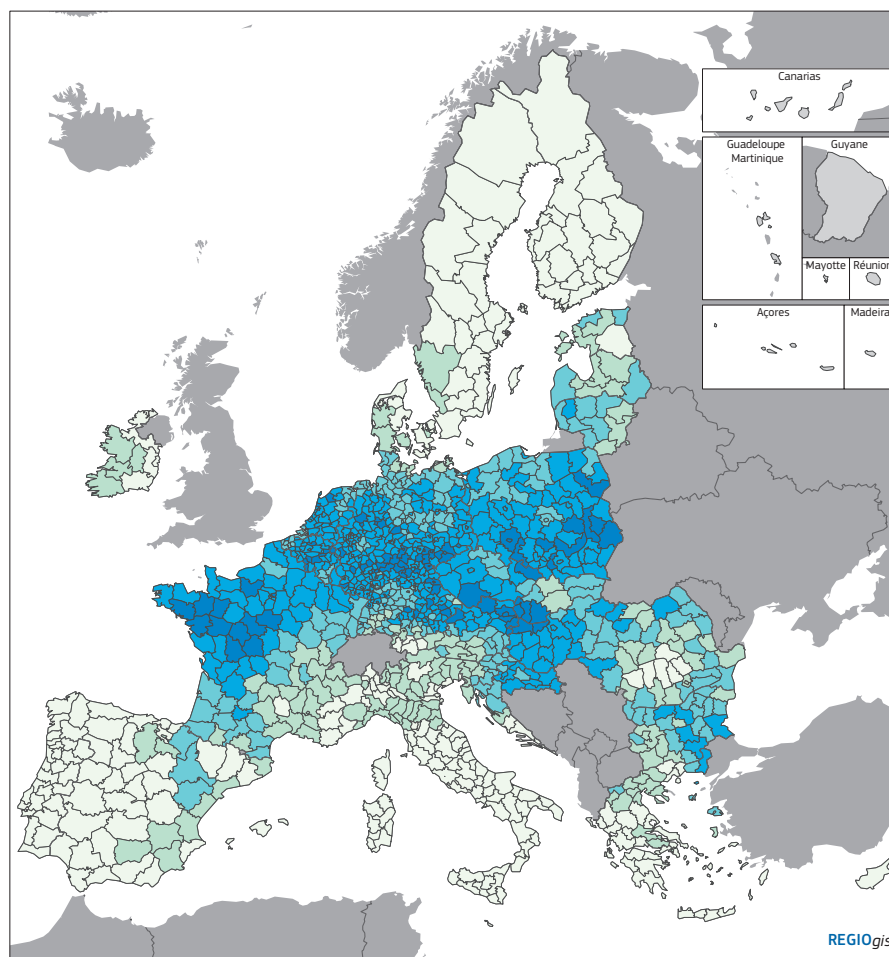 Canarias
Guadeloupe
Martinique
Guyane
Mayotte
Réunion
Açores
Madeira
REGIOgis